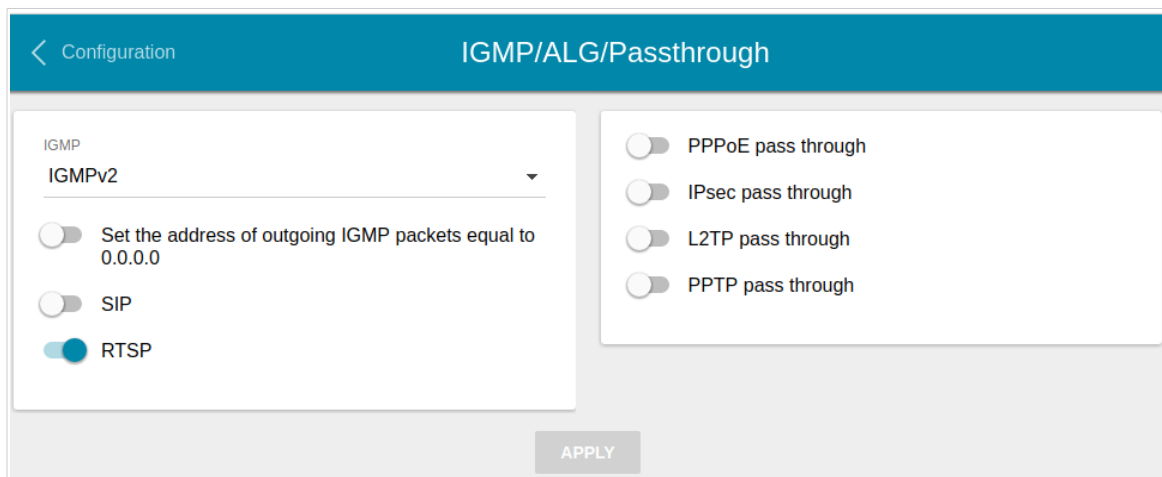 Configuration
IGMP/ALG/Passthrough
IGMP
IGMPv2
Set the address of outgoing IGMP packets equal to
0.0.0.0
SIP
RTSP
PPPoE pass through
IPsec pass through
L2TP pass through
PPTP pass through
APPLY